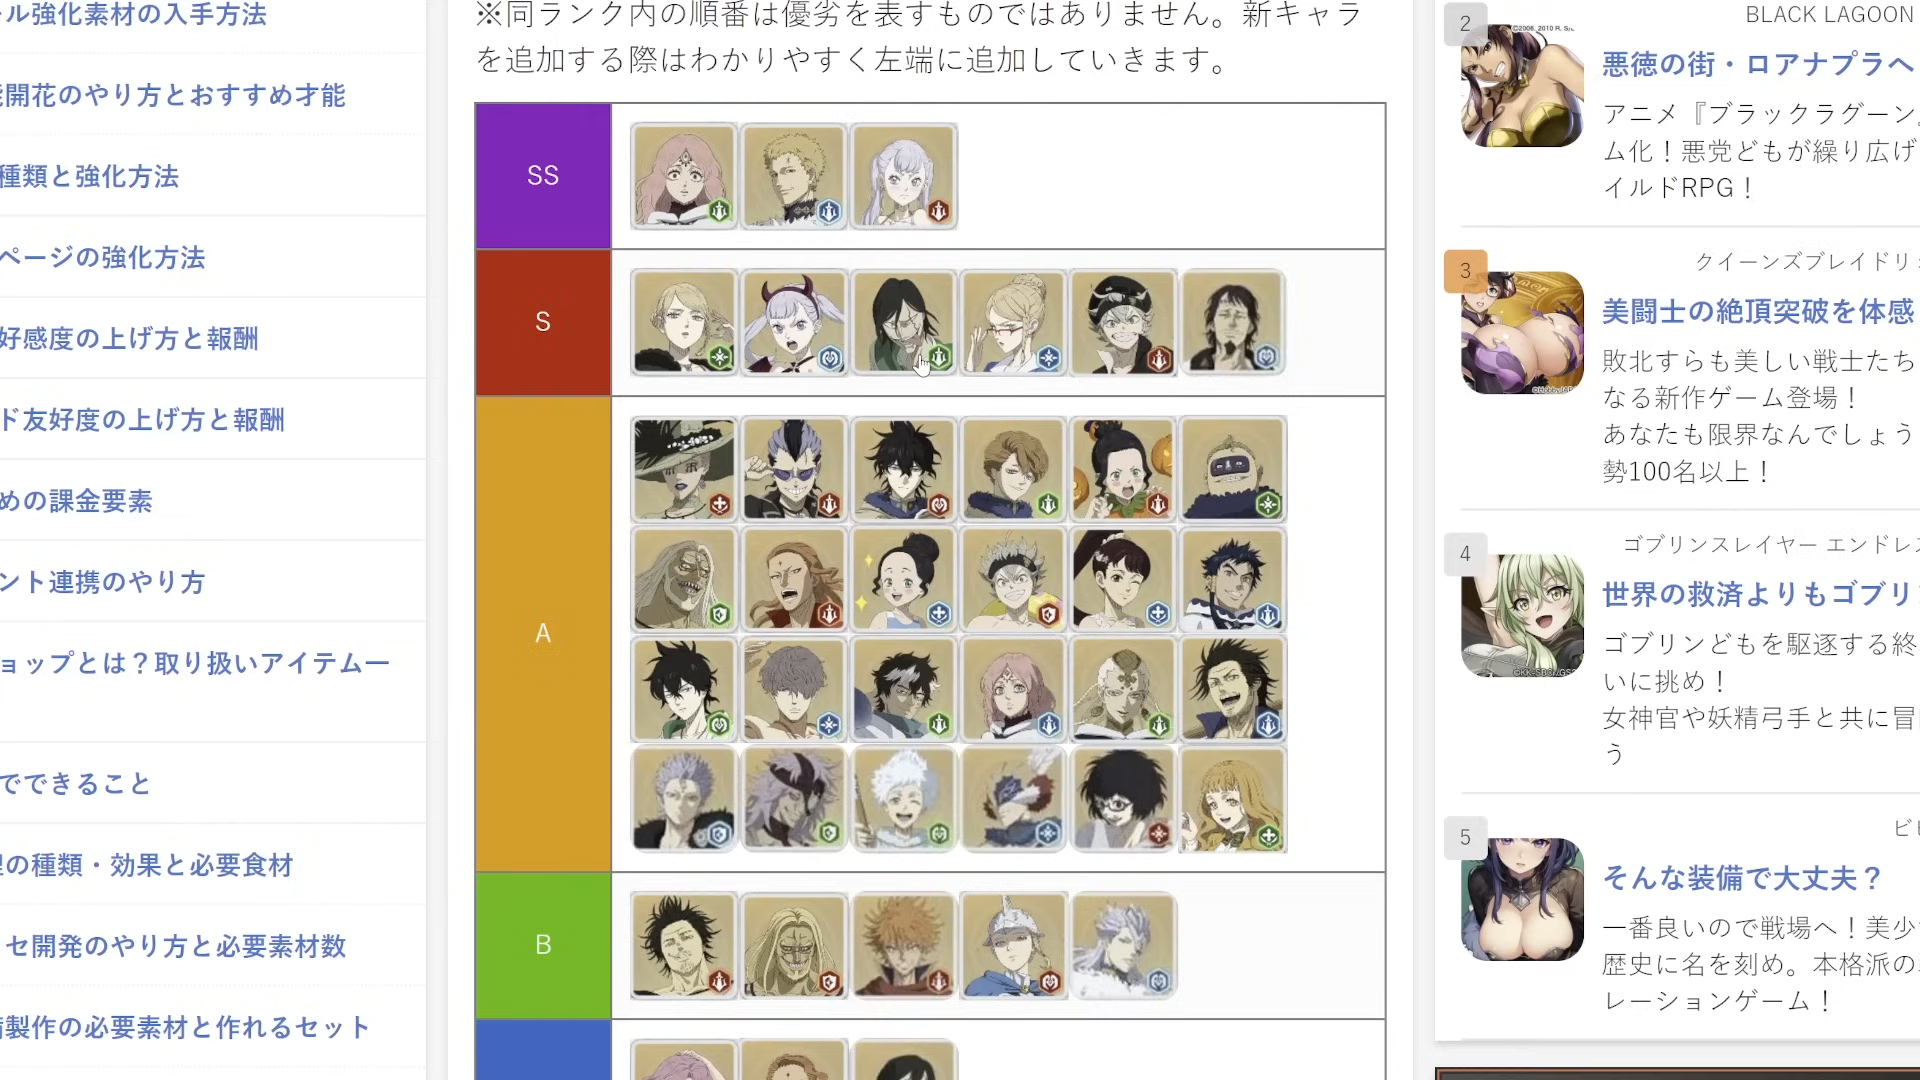 ル強化素材の入手方法
開花のやり方とおすすめ才能
種類と強化方法
ページの強化方法
好感度の上げ方と報酬
ド友好度の上げ方と報酬
めの課金要素
ント連携のやり方
ョップとは？取り扱いアイテム一
でできること
の種類・効果と必要食材
セ開発のやり方と必要素材数
製作の必要素材と作れるセット
※同ランク内の順番は優劣を表すものではありません。新キャラ
を追加する際はわかりやすく左端に追加していきます。
SS
S
A
B
2
BLACK LAGOON
悪徳の街・ロアナプラへ
アニメ『ブラックラグーン』
ム化！悪党どもが繰り広げ
イルドRPG！
3
クイーンズブレイドリミ
美闘士の絶頂突破を体感
敗北すらも美しい戦士たち
なる新作ゲーム登場！
あなたも限界なんでしょう
勢100名以上！
4
ゴブリンスレイヤー エンドレス
世界の救済よりもゴブリ
ゴブリンどもを駆逐する終
いに挑め！
女神官や妖精弓手と共に冒
う
5
ビビ
そんな装備で大丈夫？
一番良いので戦場へ！美少
歴史に名を刻め。本格派の
レーションゲーム！